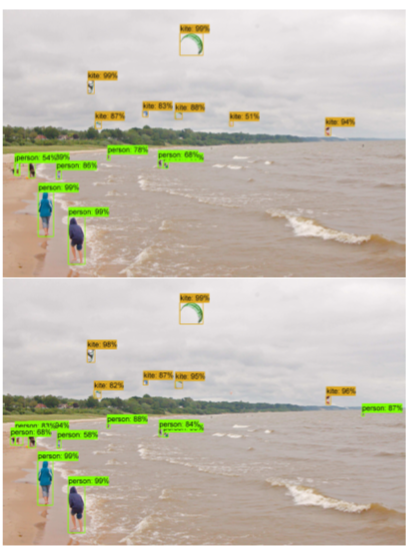 kite: 99%
kite: 99%
kite: 83%
kite: 88%
kite: 87%
kite: 51%
kite: 94%
person: 78%
person: 68%
person: 54%
person: 86%
person: 99%
person: 99%
kite: 99%
kite: 98%
kite: 87%
kite: 95%
kite: 82%
kite: 96%
person: 87%
person: 88%
person: 84%
person: 68%
person: 58%
person: 99%
person: 99%